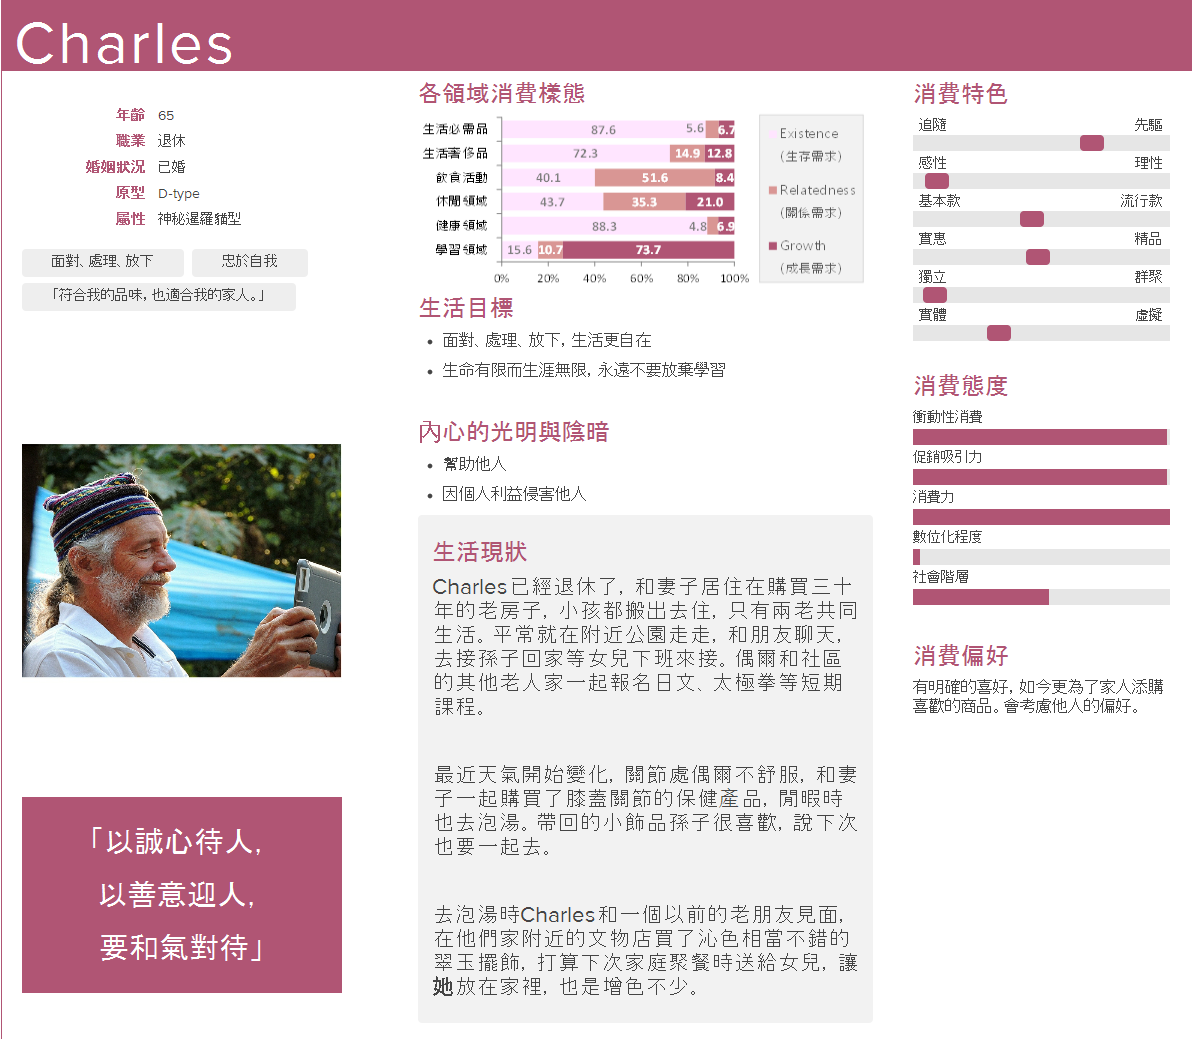 Charles
年齡 65
職業 退休
婚姻狀況 已婚
原型 D-type
屬性 神秘暹羅貓型
面對、處理、放下
忠於自我
「符合我的品味,也適合我的家人。」
「以誠心待人,
以善意迎人,
要和氣對待」
各領域消費樣態
生活必需品 87.6 5.6 6.7
生活奢侈品 72.3 14.9 12.8
飲食活動 40.1 51.6 8.4
休閒領域 43.7 35.3 21.0
健康領域 88.3 4.8 6.9
學習領域 15.6 10.7 73.7
0% 20% 40% 60% 80% 100%
Existence
(生存需求)
Relatedness
(關係需求)
Growth
(成長需求)
生活目標
• 面對、處理、放下,生活更自在
• 生命有限而生涯無限,永遠不要放棄學習
內心的光明與陰暗
• 幫助他人
• 因個人利益侵害他人
生活現狀
Charles已經退休了,和妻子居住在購買三十
年的老房子,小孩都搬出去住,只有兩老共同
生活。平常就在附近公園走走,和朋友聊天,
去接孫子回家等女兒下班來接。偶爾和社區
的其他老人家一起報名日文、太極拳等短期
課程。
最近天氣開始變化,關節處偶爾不舒服,和妻
子一起購買了膝蓋關節的保健產品,閒暇時
也去泡湯。帶回的小飾品孫子很喜歡,說下次
也要一起去。
去泡湯時Charles和一個以前的老朋友見面,
在他們家附近的文物店買了沁色相當不錯的
翠玉擺飾,打算下次家庭聚餐時送給女兒,讓
她放在家裡,也是增色不少。
消費特色
追隨 先驅
感性 理性
基本款 流行款
實惠 精品
獨立 群聚
實體 虛擬
消費態度
衝動性消費
促銷吸引力
消費力
數位化程度
社會階層
消費偏好
有明確的喜好,如今更為了家人添購
喜歡的商品。會考慮他人的偏好。